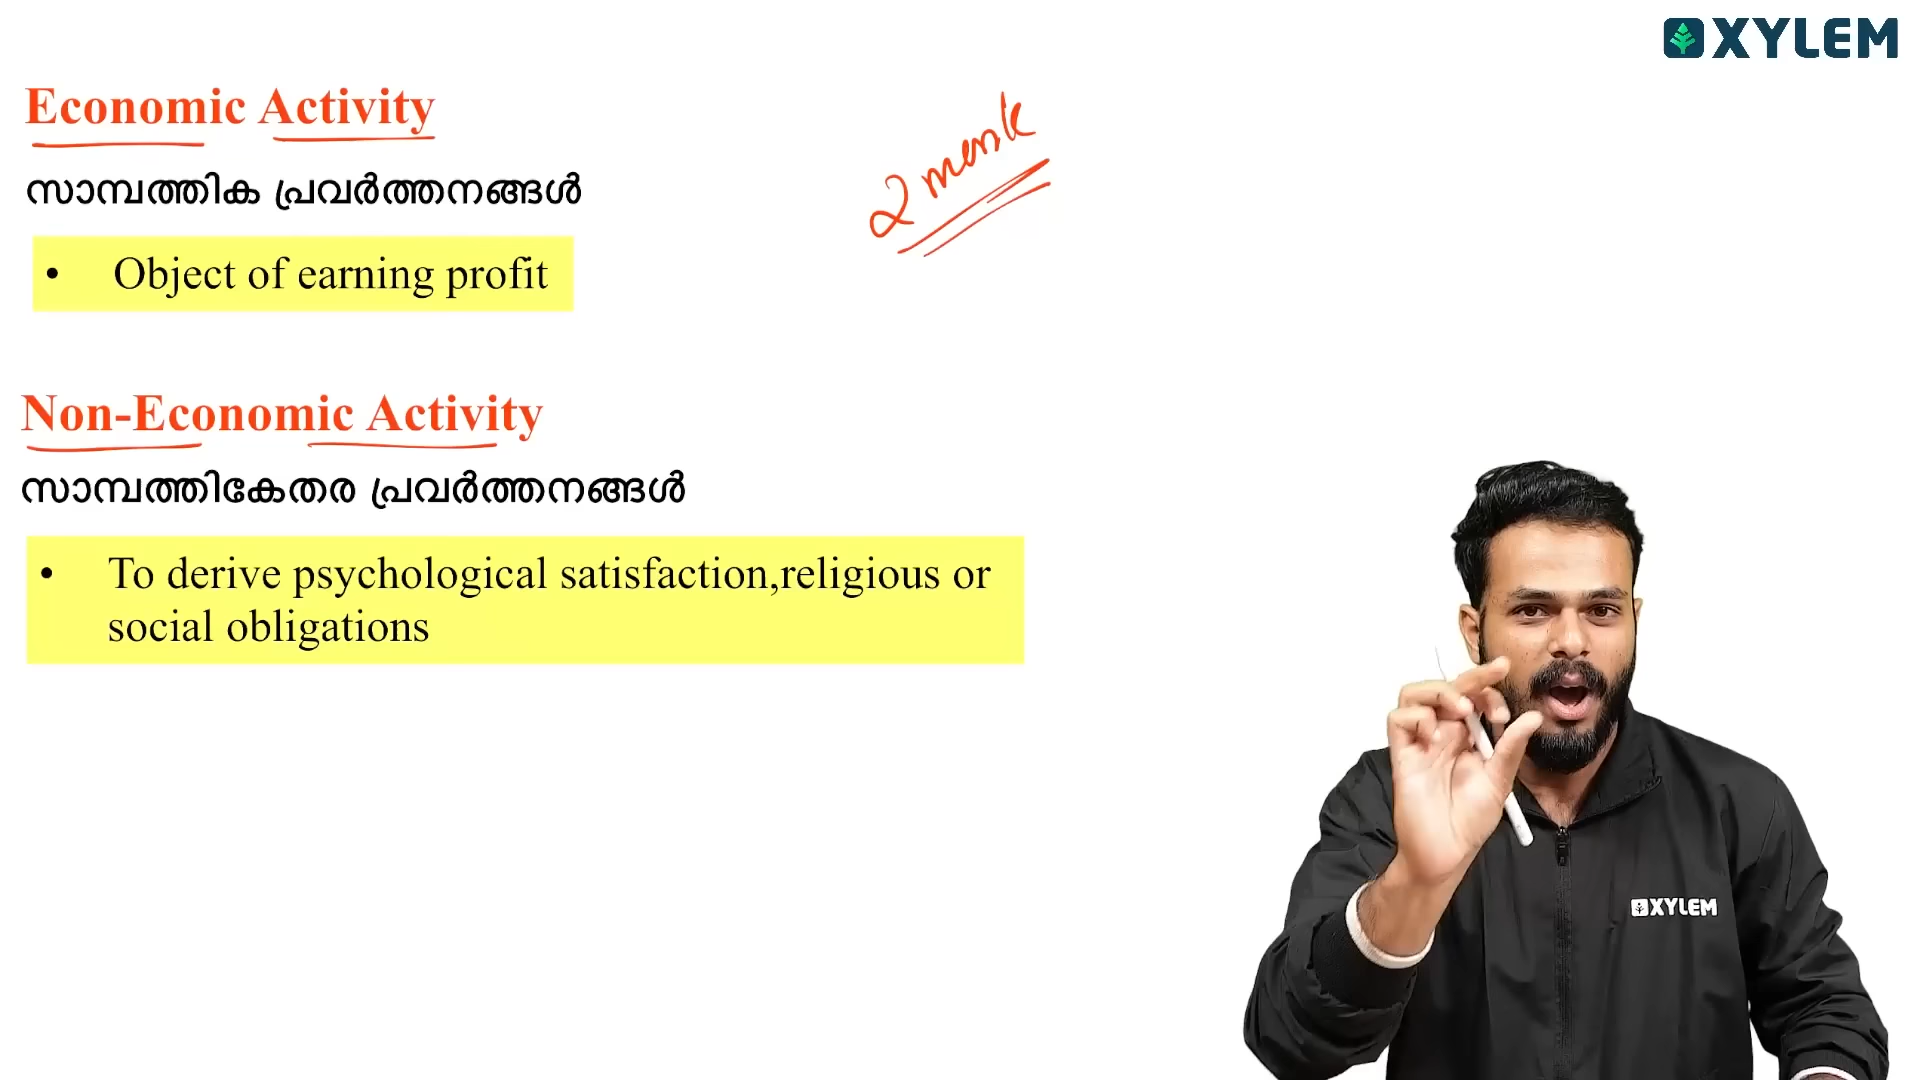 XYLEM
Economic Activity
2 mark
സാമ്പത്തിക പ്രവർത്തനങ്ങൾ
• Object of earning profit
Non-Economic Activity
സാമ്പത്തികേതര പ്രവർത്തനങ്ങൾ
• To derive psychological satisfaction,religious or
social obligations
XYLEM